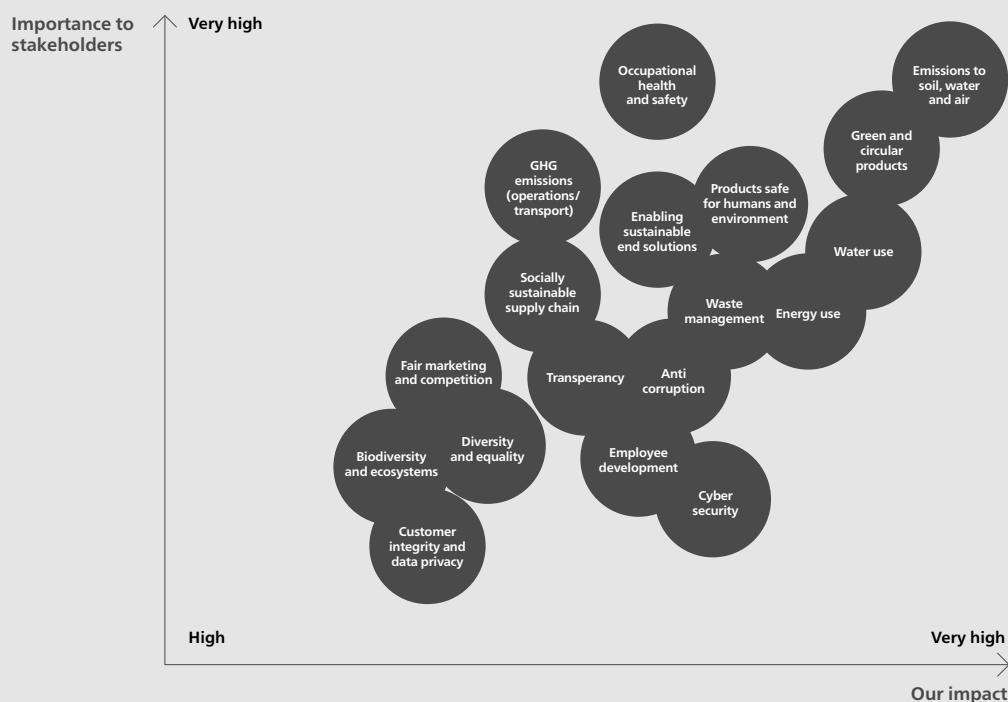 Importance to
stakeholders
Very high
Occupational
health
and safety
Emissions to
soil, water
and air
Green and
circular
products
GHG
emissions
(operations/
transport)
Products safe
for humans and
environment
Enabling
sustainable
end solutions
Water use
Socially
sustainable
supply chain
Waste
management
Energy use
Fair marketing
and competition
Transperancy
Anti
corruption
Diversity
and equality
Biodiversity
and ecosystems
Employee
development
Cyber
security
Customer
integrity and
data privacy
High
Very high
Our impact